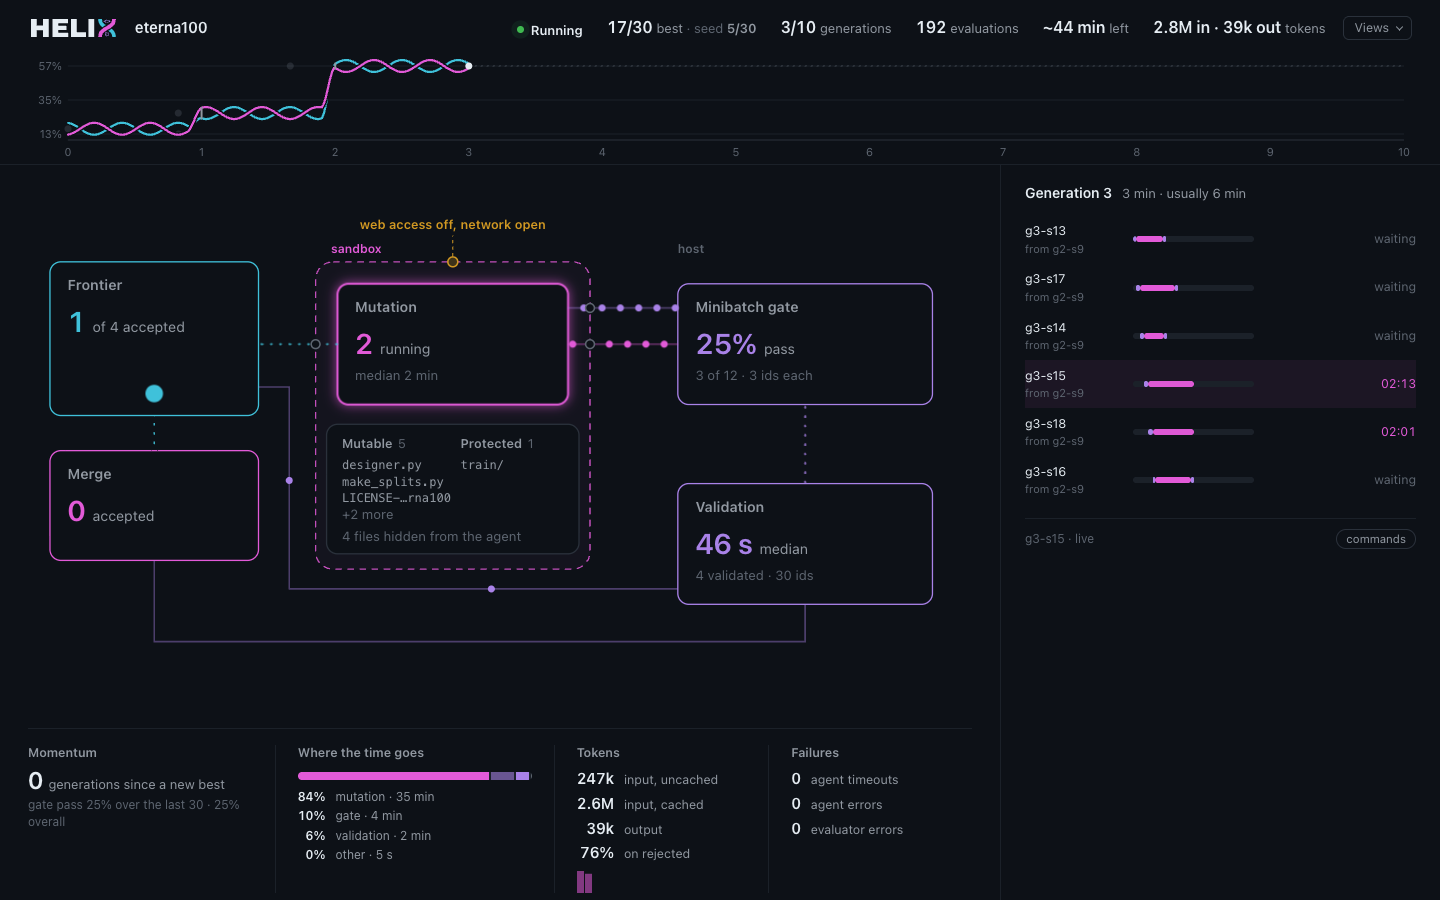 HELIX eterna100
Running 17/30 best · seed 5/30 3/10 generations 192 evaluations ~44 min left 2.8M in · 39k out tokens Views
57%
35%
13%
0 1 2 3 4 5 6 7 8 9 10
web access off, network open
sandbox
host
Frontier
1 of 4 accepted
Mutation
2 running
median 2 min
Minibatch gate
25% pass
3 of 12 · 3 ids each
Mutable 5 Protected 1
designer.py train/
make_splits.py
LICENSE—…rna100
+2 more
4 files hidden from the agent
Merge
0 accepted
Validation
46 s median
4 validated · 30 ids
Generation 3 3 min · usually 6 min
g3-s13
from g2-s9
waiting
g3-s17
from g2-s9
waiting
g3-s14
from g2-s9
waiting
g3-s15
from g2-s9
02:13
g3-s18
from g2-s9
02:01
g3-s16
from g2-s9
waiting
g3-s15 · live commands
Momentum
0 generations since a new best
gate pass 25% over the last 30 · 25%
overall
Where the time goes
84% mutation · 35 min
10% gate · 4 min
6% validation · 2 min
0% other · 5 s
Tokens
247k input, uncached
2.6M input, cached
39k output
76% on rejected
Failures
0 agent timeouts
0 agent errors
0 evaluator errors